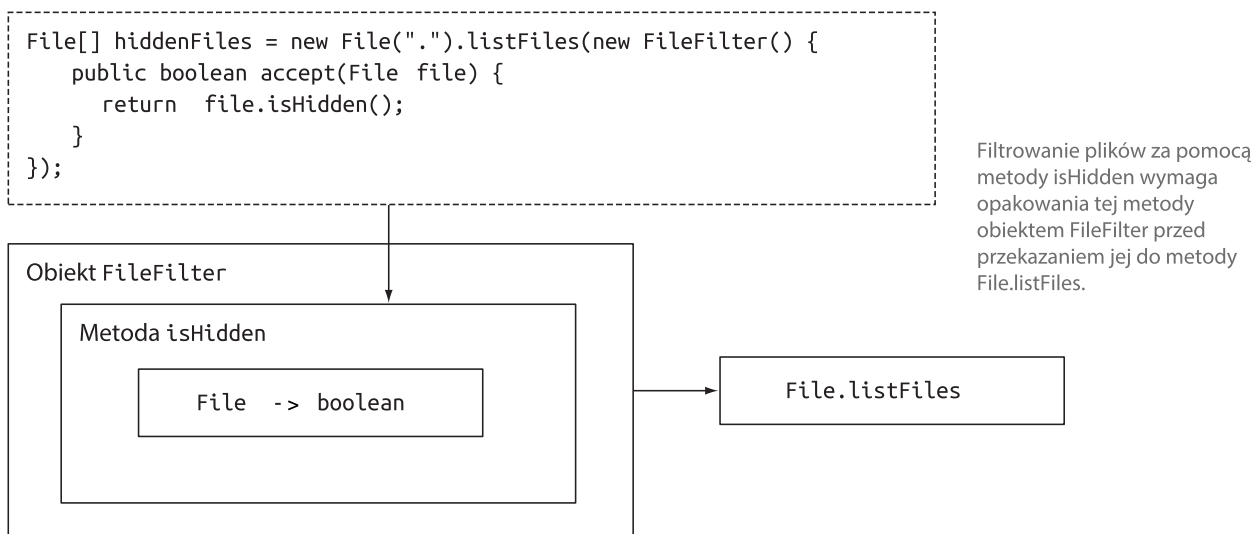 File[] hiddenFiles = new File(".").listFiles(new FileFilter() {
public boolean accept(File file) {
return file.isHidden();
}
});
Filtrowanie plików za pomocą
metody isHidden wymaga
opakowania tej metody
obiektem FileFilter przed
przekazaniem jej do metody
File.listFiles.
Obiekt FileFilter
Metoda isHidden
File -> boolean
File.listFiles